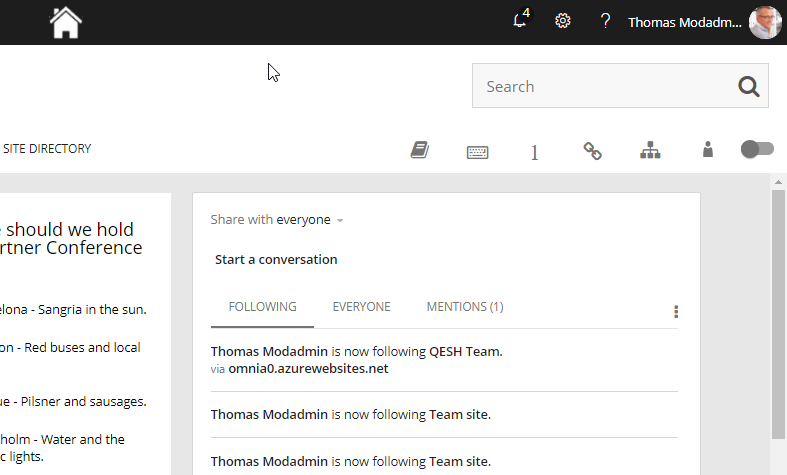 4
?
Thomas Modadm...
Search
SITE DIRECTORY
1
should we hold
rtner Conference
elona - Sangria in the sun.
on - Red buses and local
ue - Pilsner and sausages.
holm - Water and the
c lights.
Share with everyone
Start a conversation
FOLLOWING EVERYONE MENTIONS (1)
Thomas Modadmin is now following QESH Team.
via omnia0.azurewebsites.net
Thomas Modadmin is now following Team site.
Thomas Modadmin is now following Team site.